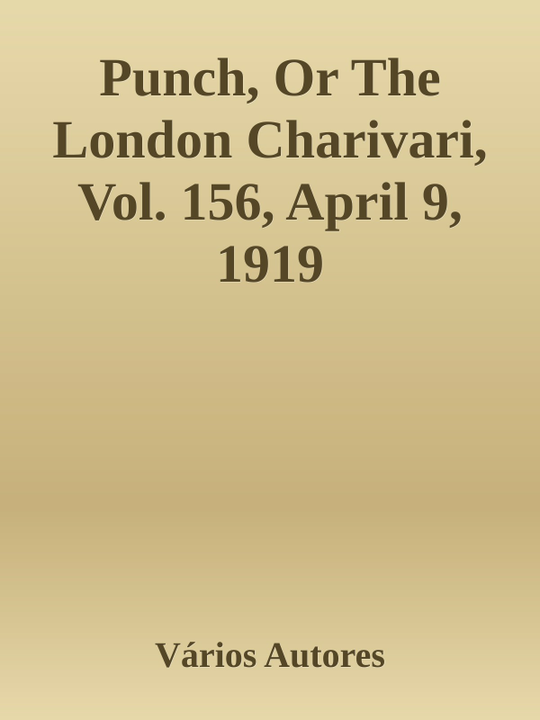 Punch, Or The
London Charivari,
Vol. 156, April 9,
1919
Vários Autores